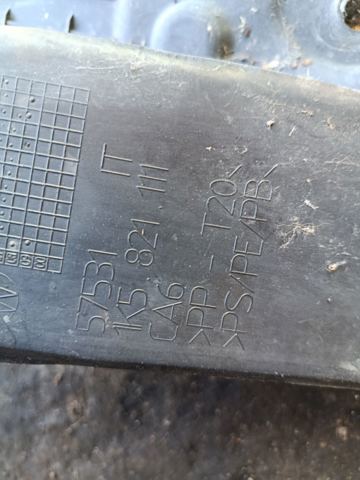 57531 IT
1K5 821 111
CA6
>PP - T20<
>PS/PE/PB<